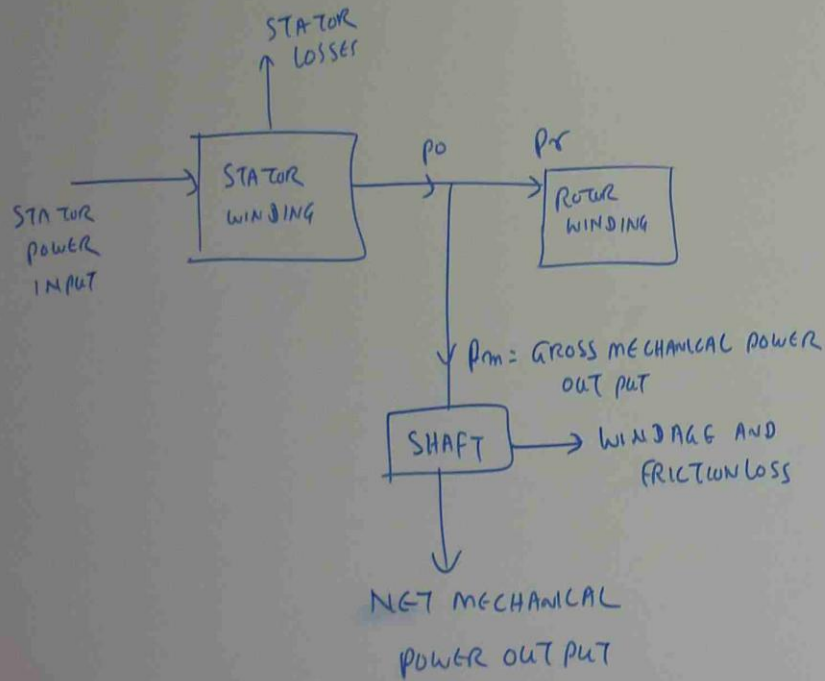 STATOR
LOSSES
STATOR
POWER
INPUT
STATOR
WINDING
po
pr
ROTOR
WINDING
pm = GROSS MECHANICAL POWER
OUT PUT
SHAFT
WINDAGE AND
FRICTION LOSS
NET MECHANICAL
POWER OUT PUT